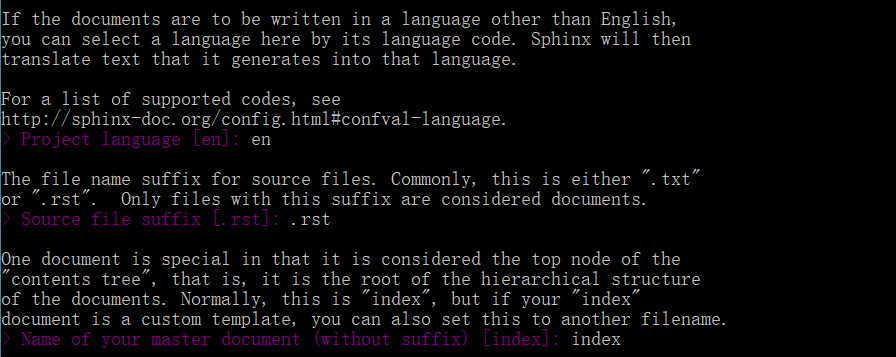 If the documents are to be written in a language other than English,
you can select a language here by its language code. Sphinx will then
translate text that it generates into that language.
For a list of supported codes, see
http://sphinx-doc.org/config.html#confval-language.
> Project language [en]: en
The file name suffix for source files. Commonly, this is either ".txt"
or ".rst".  Only files with this suffix are considered documents.
> Source file suffix [.rst]: .rst
One document is special in that it is considered the top node of the
"contents tree", that is, it is the root of the hierarchical structure
of the documents. Normally, this is "index", but if your "index"
document is a custom template, you can also set this to another filename.
> Name of your master document (without suffix) [index]: index